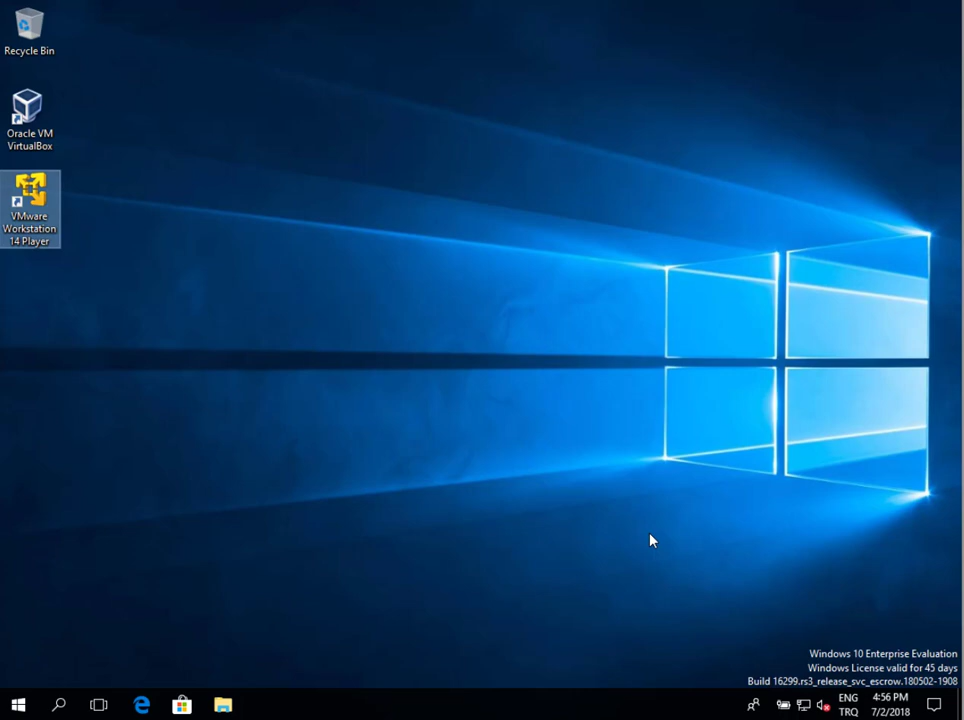 Recycle Bin
Oracle VM
VirtualBox
VMware
Workstation
14 Player
Windows 10 Enterprise Evaluation
Windows License valid for 45 days
Build 16299.rs3_release_svc_escrow.180502-1908
ENG
TRQ
4:56 PM
7/2/2018